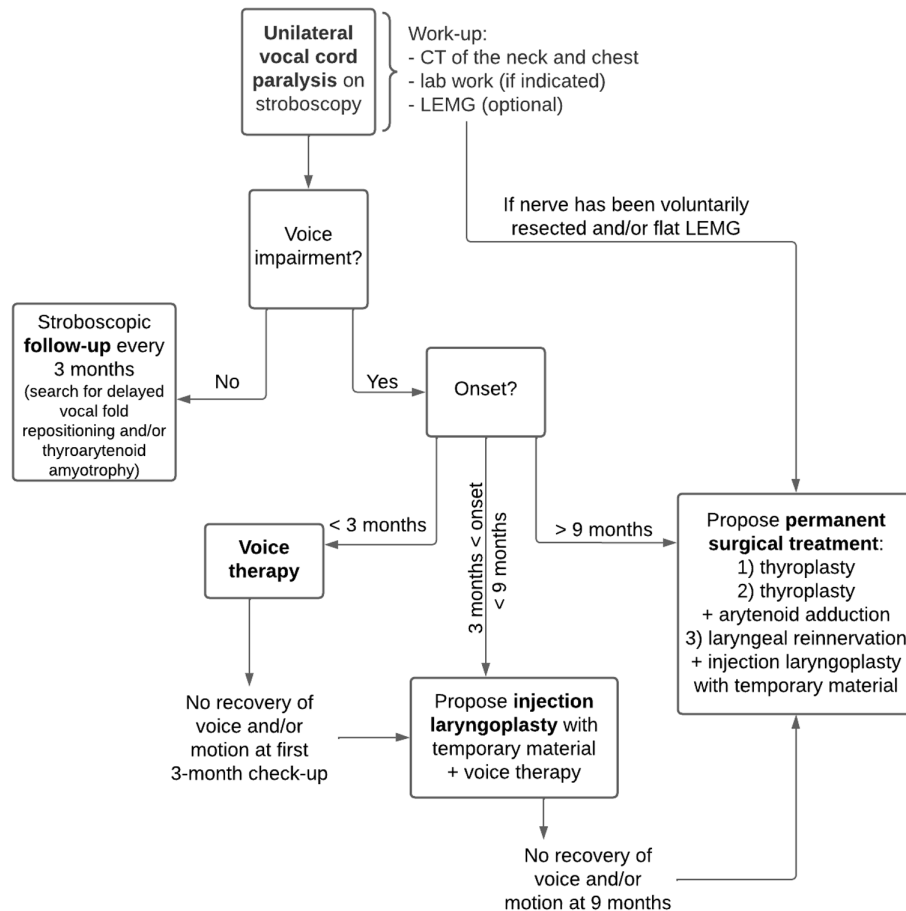 Unilateral
vocal cord
paralysis on
stroboscopy
Work-up:
- CT of the neck and chest
- lab work (if indicated)
- LEMG (optional)
If nerve has been voluntarily
resected and/or flat LEMG
Voice
impairment?
Stroboscopic
follow-up every
3 months
(search for delayed
vocal fold
repositioning and/or
thyroarytenoid
amyotrophy)
No
Yes
Onset?
< 3 months
3 months < onset
< 9 months
> 9 months
Voice
therapy
Propose permanent
surgical treatment:
1) thyroplasty
2) thyroplasty
+ arytenoid adduction
3) laryngeal reinnervation
+ injection laryngoplasty
with temporary material
No recovery of
voice and/or
motion at first
3-month check-up
Propose injection
laryngoplasty with
temporary material
+ voice therapy
No recovery of
voice and/or
motion at 9 months